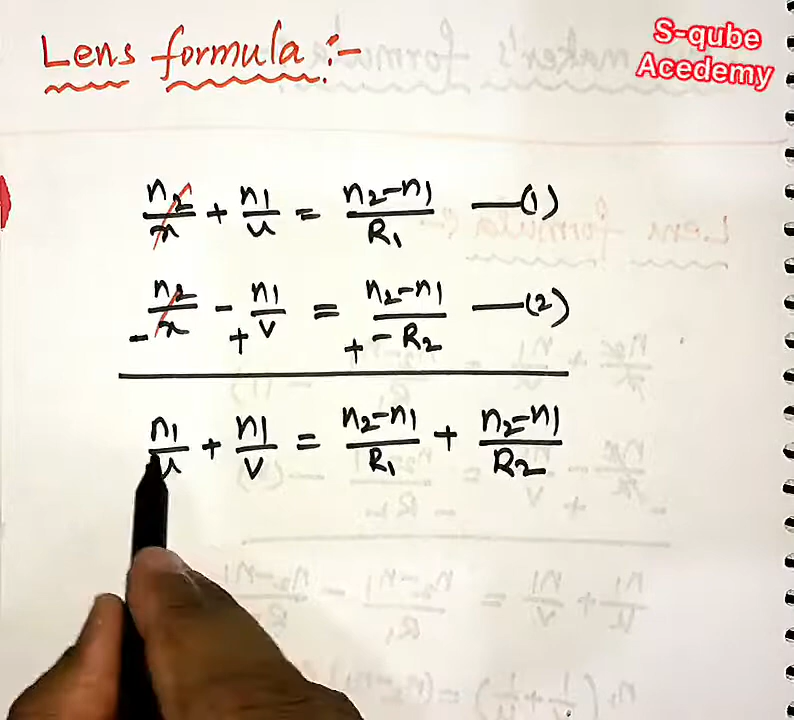 Lens formula :-
S-qube
Acedemy
n₂/x + n₁/u = (n₂-n₁)/R₁ —(1)
-n₂/x - +n₁/v = (n₂-n₁)/+-R₂ —(2)
n₁/u + n₁/v = (n₂-n₁)/R₁ + (n₂-n₁)/R₂